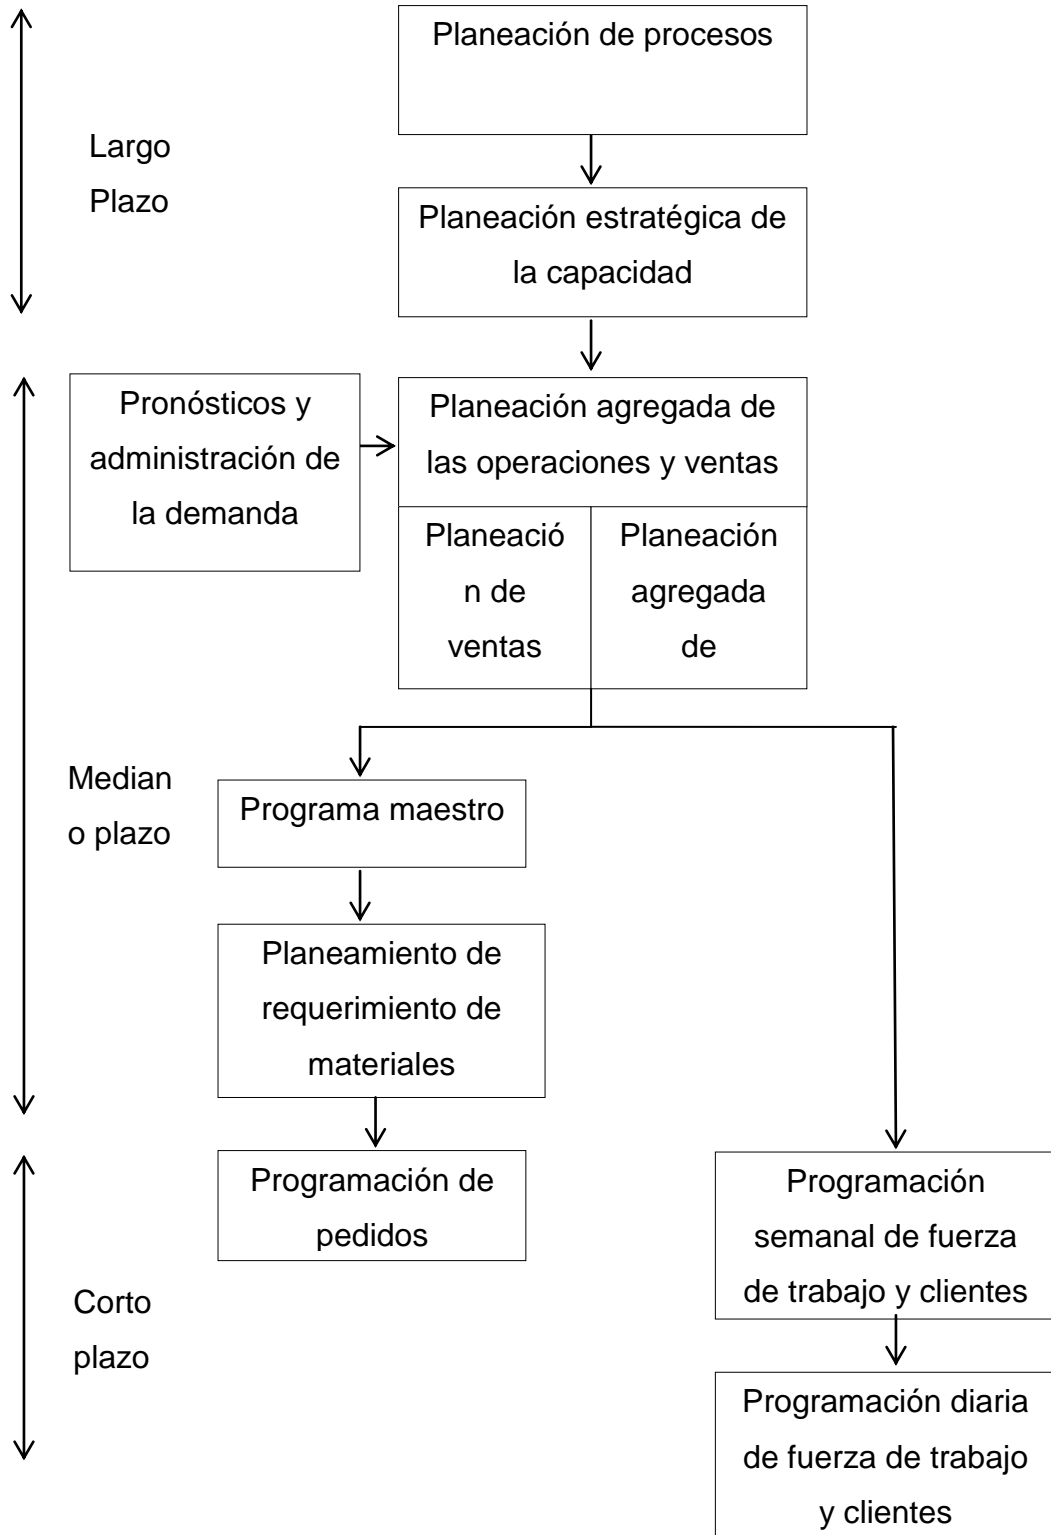 Planeación de procesos
Largo
Plazo
Planeación estratégica de
la capacidad
Pronósticos y
administración de
la demanda
Planeación agregada de
las operaciones y ventas
Planeació
n de
ventas
Planeación
agregada
de
Median
o plazo
Programa maestro
Planeamiento de
requerimiento de
materiales
Programación de
pedidos
Programación
semanal de fuerza
de trabajo y clientes
Corto
plazo
Programación diaria
de fuerza de trabajo
y clientes